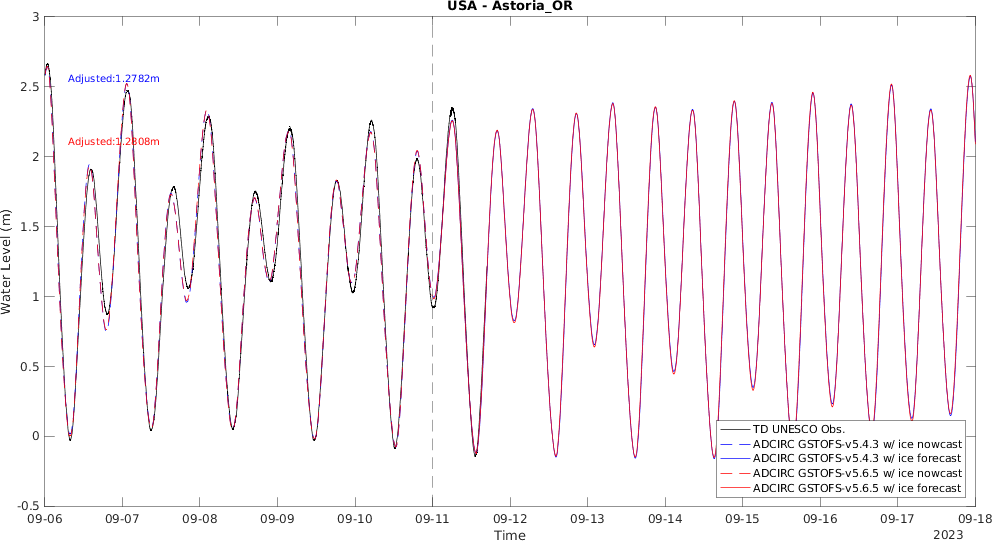 USA - Astoria_OR
3
2.5
2
1.5
1
0.5
0
-0.5
Water Level (m)
Adjusted:1.2782m
Adjusted:1.2808m
TD UNESCO Obs.
ADCIRC GSTOFS-v5.4.3 w/ ice nowcast
ADCIRC GSTOFS-v5.4.3 w/ ice forecast
ADCIRC GSTOFS-v5.6.5 w/ ice nowcast
ADCIRC GSTOFS-v5.6.5 w/ ice forecast
09-06 09-07 09-08 09-09 09-10 09-11 09-12 09-13 09-14 09-15 09-16 09-17 09-18
Time
2023